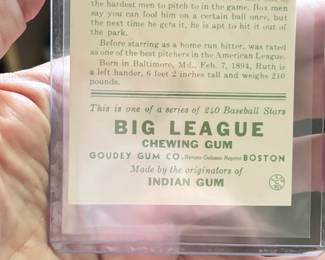 the hardest men to pitch to in the game. Box men
say you can fool him on a certain ball once, but
the next time he gets it, he is apt to hit it out of
the park.
Before starring as a home run hitter, was rated
as one of the best pitchers in the American League.
Born in Baltimore, Md., Feb. 7, 1894, Ruth is
a left hander, 6 feet 2 inches tall and weighs 210
pounds.
This is one of a series of 240 Baseball Stars
BIG LEAGUE
CHEWING GUM
GOUDEY GUM CO. BOSTON
Made by the originators of
INDIAN GUM